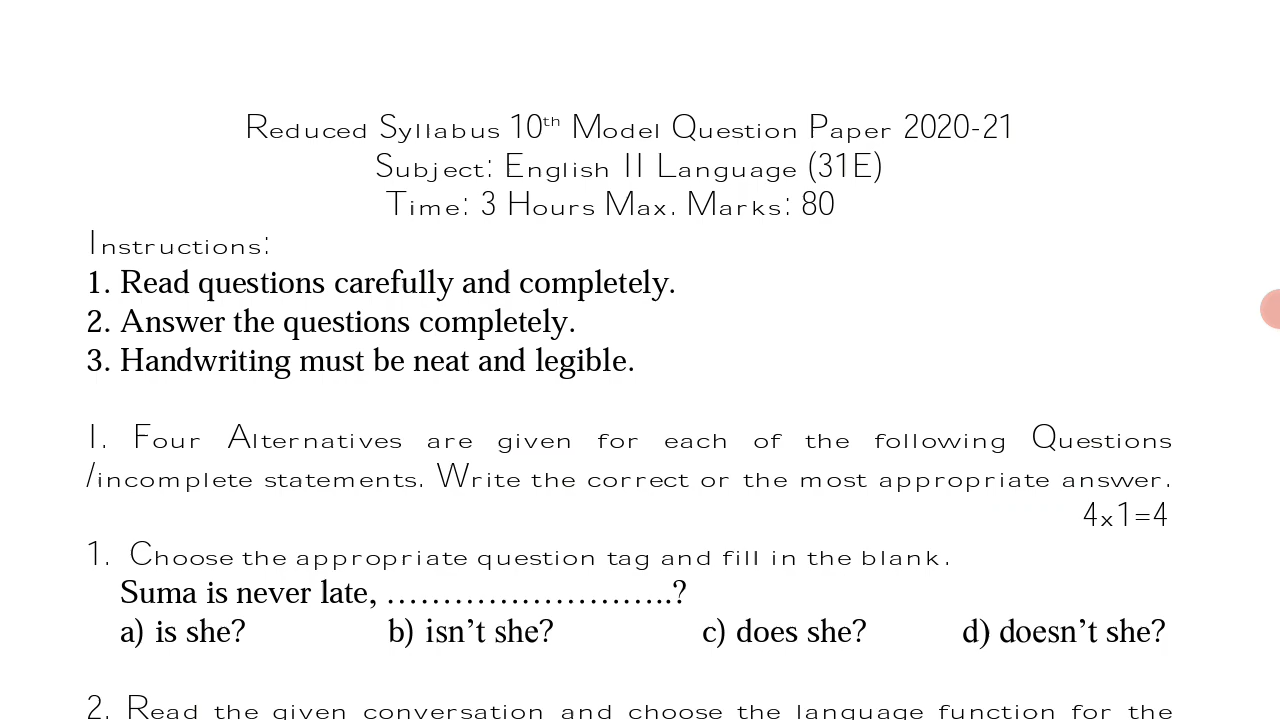 Reduced Syllabus 10th Model Question Paper 2020-21
Subject: English II Language (31E)
Time: 3 Hours Max. Marks: 80
Instructions:
1. Read questions carefully and completely.
2. Answer the questions completely.
3. Handwriting must be neat and legible.
I. Four Alternatives are given for each of the following Questions
/incomplete statements. Write the correct or the most appropriate answer.
4x1=4
1. Choose the appropriate question tag and fill in the blank.
Suma is never late, ……………………..?
a) is she? b) isn’t she? c) does she? d) doesn’t she?
2. Read the given conversation and choose the language function for the